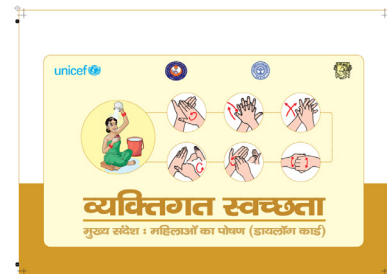 unicef
व्यक्तिगत स्वच्छता
मुख्य संदेश : महिलाओं का पोषण (डायलॉग कार्ड)